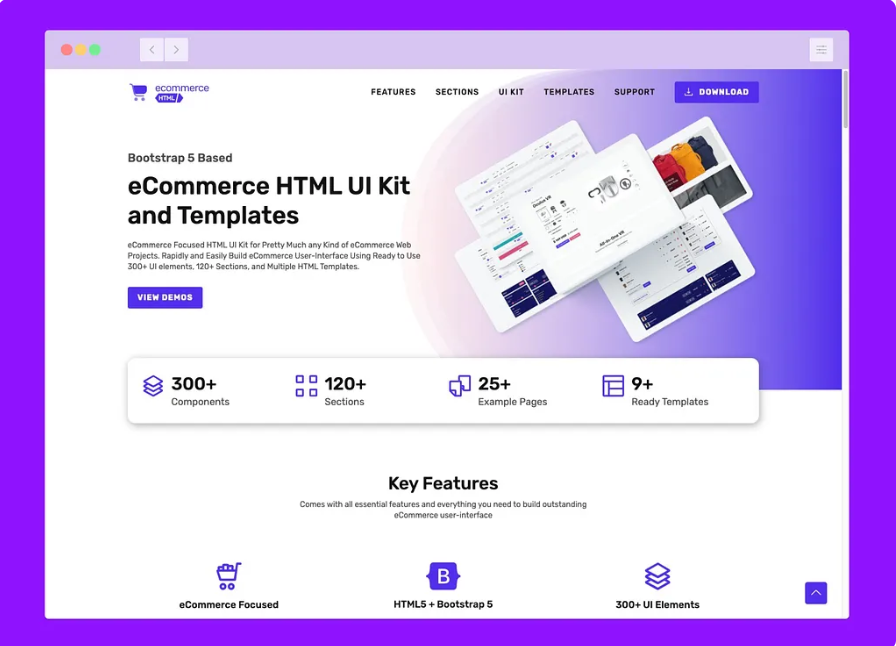 ecommerce
HTML
FEATURES SECTIONS UI KIT TEMPLATES SUPPORT DOWNLOAD
Bootstrap 5 Based
eCommerce HTML UI Kit
and Templates
eCommerce Focused HTML UI Kit for Pretty Much any Kind of eCommerce Web
Projects. Rapidly and Easily Build eCommerce User-Interface Using Ready to Use
300+ UI elements, 120+ Sections, and Multiple HTML Templates.
VIEW DEMOS
All-in-One VR
300+ 120+ 25+ 9+
Components Sections Example Pages Ready Templates
Key Features
Comes with all essential features and everything you need to build outstanding
eCommerce user-interface
B
eCommerce Focused HTML5 + Bootstrap 5 300+ UI Elements